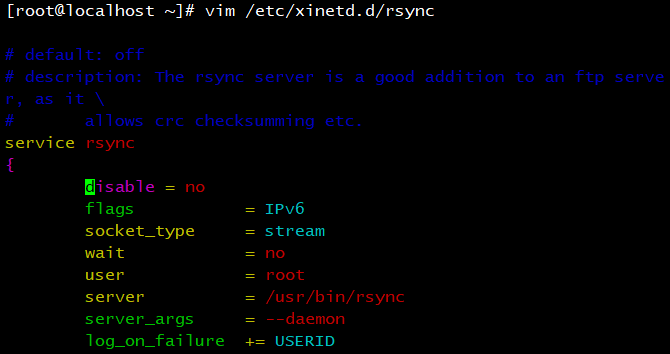 [root@localhost ~]# vim /etc/xinetd.d/rsync
# default: off
# description: The rsync server is a good addition to an ftp serve
r, as it \
#       allows crc checksumming etc.
service rsync
{
        disable = no
        flags           = IPv6
        socket_type     = stream
        wait            = no
        user            = root
        server          = /usr/bin/rsync
        server_args     = --daemon
        log_on_failure  += USERID